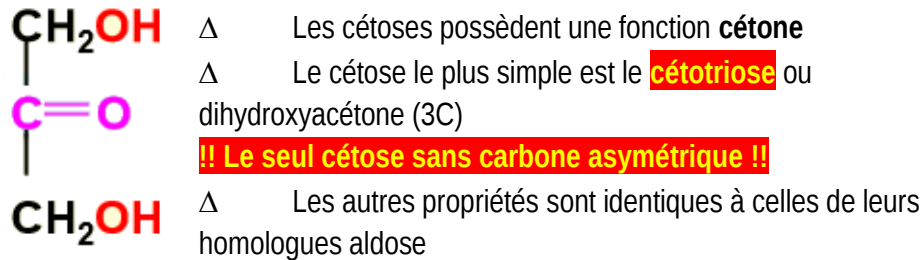 CH₂OH
C=O
CH₂OH
Δ Les cétoses possèdent une fonction cétone
Δ Le cétose le plus simple est le cétotriose ou
dihydroxyacétone (3C)
!! Le seul cétose sans carbone asymétrique !!
Δ Les autres propriétés sont identiques à celles de leurs
homologues aldose